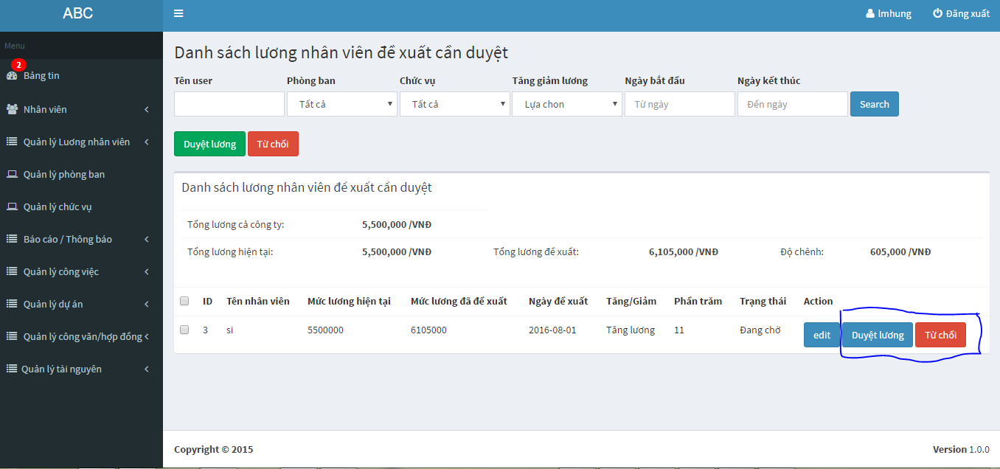 ABC
lmhung Đăng xuất
Menu
2
Bảng tin
Nhân viên
Quản lý Lương nhân viên
Quản lý phòng ban
Quản lý chức vụ
Báo cáo / Thông báo
Quản lý công việc
Quản lý dự án
Quản lý công văn/hợp đồng
Quản lý tài nguyên
Danh sách lương nhân viên đề xuất cần duyệt
Tên user Phòng ban Chức vụ Tăng giảm lương Ngày bắt đầu Ngày kết thúc
Tất cả Tất cả Lựa chon Từ ngày Đến ngày Search
Duyệt lương Từ chối
Danh sách lương nhân viên đề xuất cần duyệt
Tổng lương cả công ty: 5,500,000 /VNĐ
Tổng lương hiện tại: 5,500,000 /VNĐ Tổng lương đề xuất: 6,105,000 /VNĐ Độ chênh: 605,000 /VNĐ
ID Tên nhân viên Mức lương hiện tại Mức lương đã đề xuất Ngày đề xuất Tăng/Giảm Phần trăm Trạng thái Action
3 si 5500000 6105000 2016-08-01 Tăng lương 11 Đang chờ edit Duyệt lương Từ chối
Copyright © 2015 Version 1.0.0